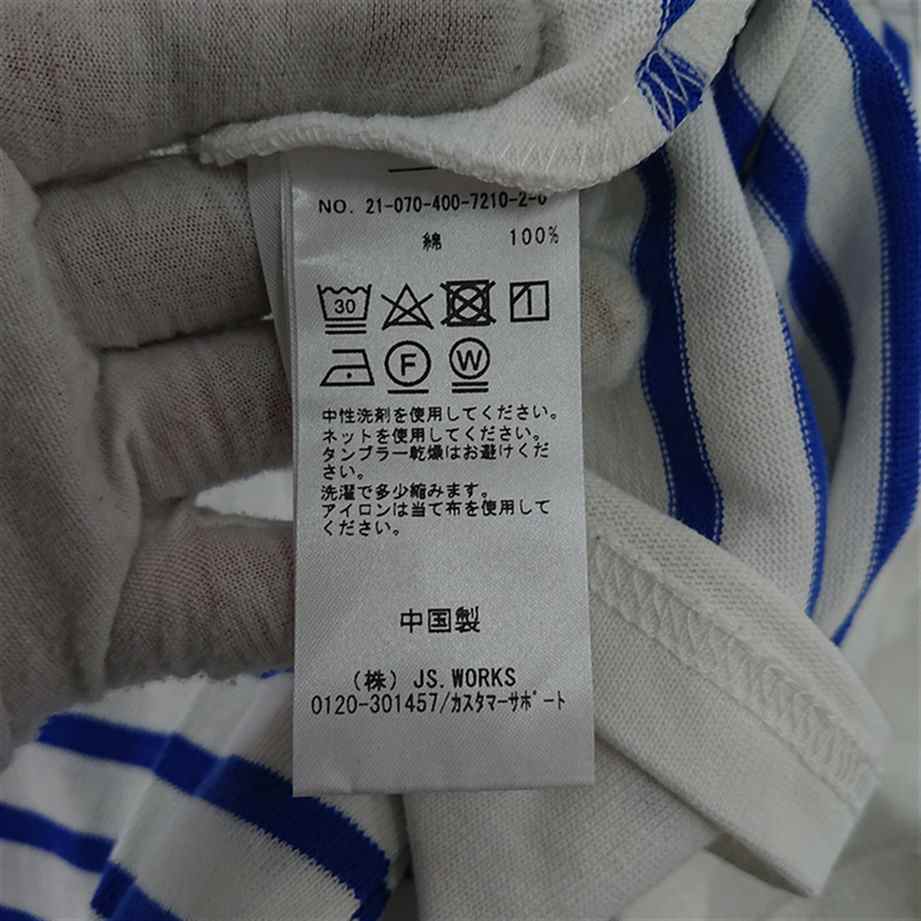 NO. 21-070-400-7210-2-0
綿 100%
30
F W
中性洗剤を使用してください。
ネットを使用してください。
タンブラー乾燥はお避けくだ
さい。
洗濯で多少縮みます。
アイロンは当て布を使用して
ください。
中国製
(株) JS.WORKS
0120-301457/カスタマーサポート